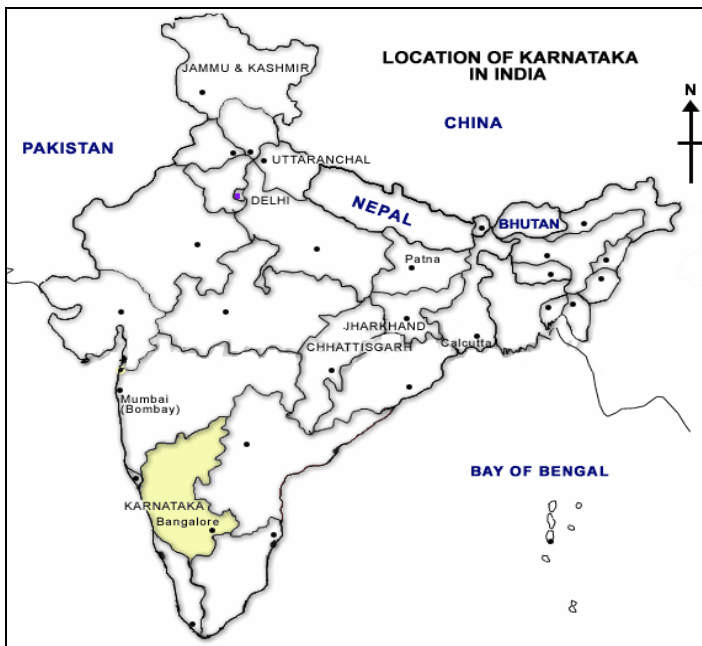 LOCATION OF KARNATAKA
IN INDIA
JAMMU & KASHMIR
N
CHINA
PAKISTAN
UTTARANCHAL
DELHI
NEPAL
BHUTAN
Patna
JHARKHAND
CHHATTISGARH
Calcutta
Mumbai
(Bombay)
BAY OF BENGAL
KARNATAKA
Bangalore